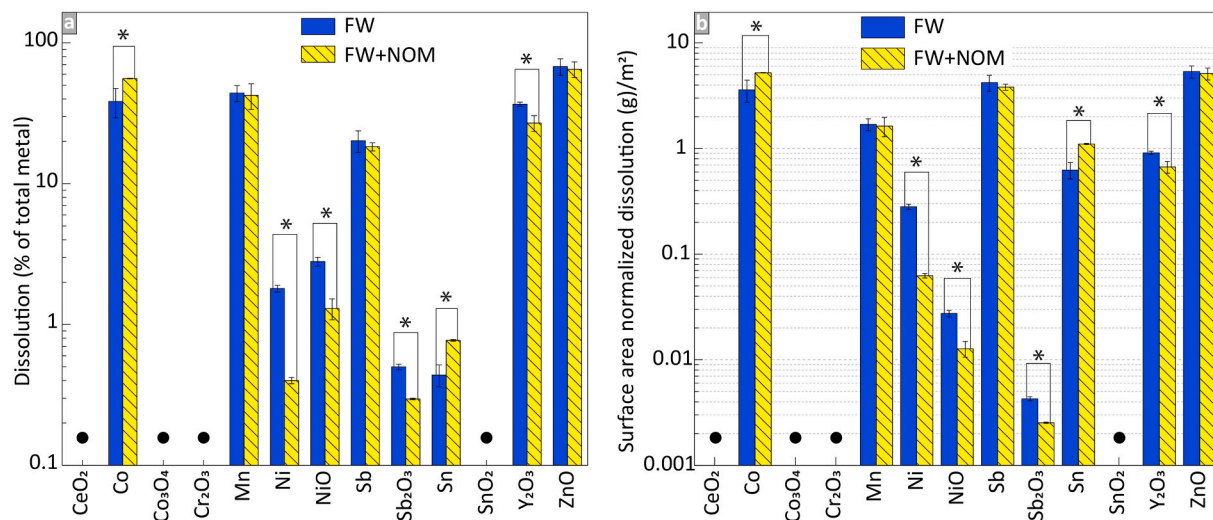 a
FW
FW+NOM
Dissolution (% of total metal)
100
10
1
0.1
*
*
*
*
*
*
CeO₂
Co
Co₃O₄
Cr₂O₃
Mn
Ni
NiO
Sb
Sb₂O₃
Sn
SnO₂
Y₂O₃
ZnO
b
FW
FW+NOM
Surface area normalized dissolution (g)/m²)
10
1
0.1
0.01
0.001
*
*
*
*
*
*
CeO₂
Co
Co₃O₄
Cr₂O₃
Mn
Ni
NiO
Sb
Sb₂O₃
Sn
SnO₂
Y₂O₃
ZnO